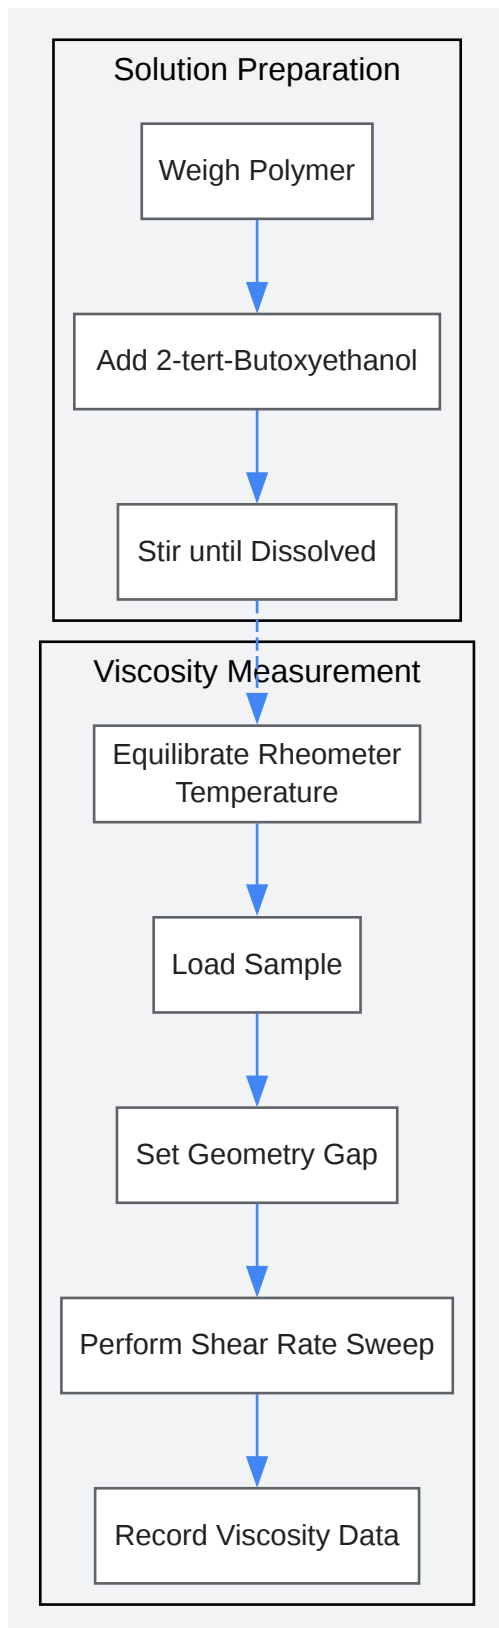 Solution Preparation
Weigh Polymer
Add 2-tert-Butoxyethanol
Stir until Dissolved
Viscosity Measurement
Equilibrate Rheometer
Temperature
Load Sample
Set Geometry Gap
Perform Shear Rate Sweep
Record Viscosity Data